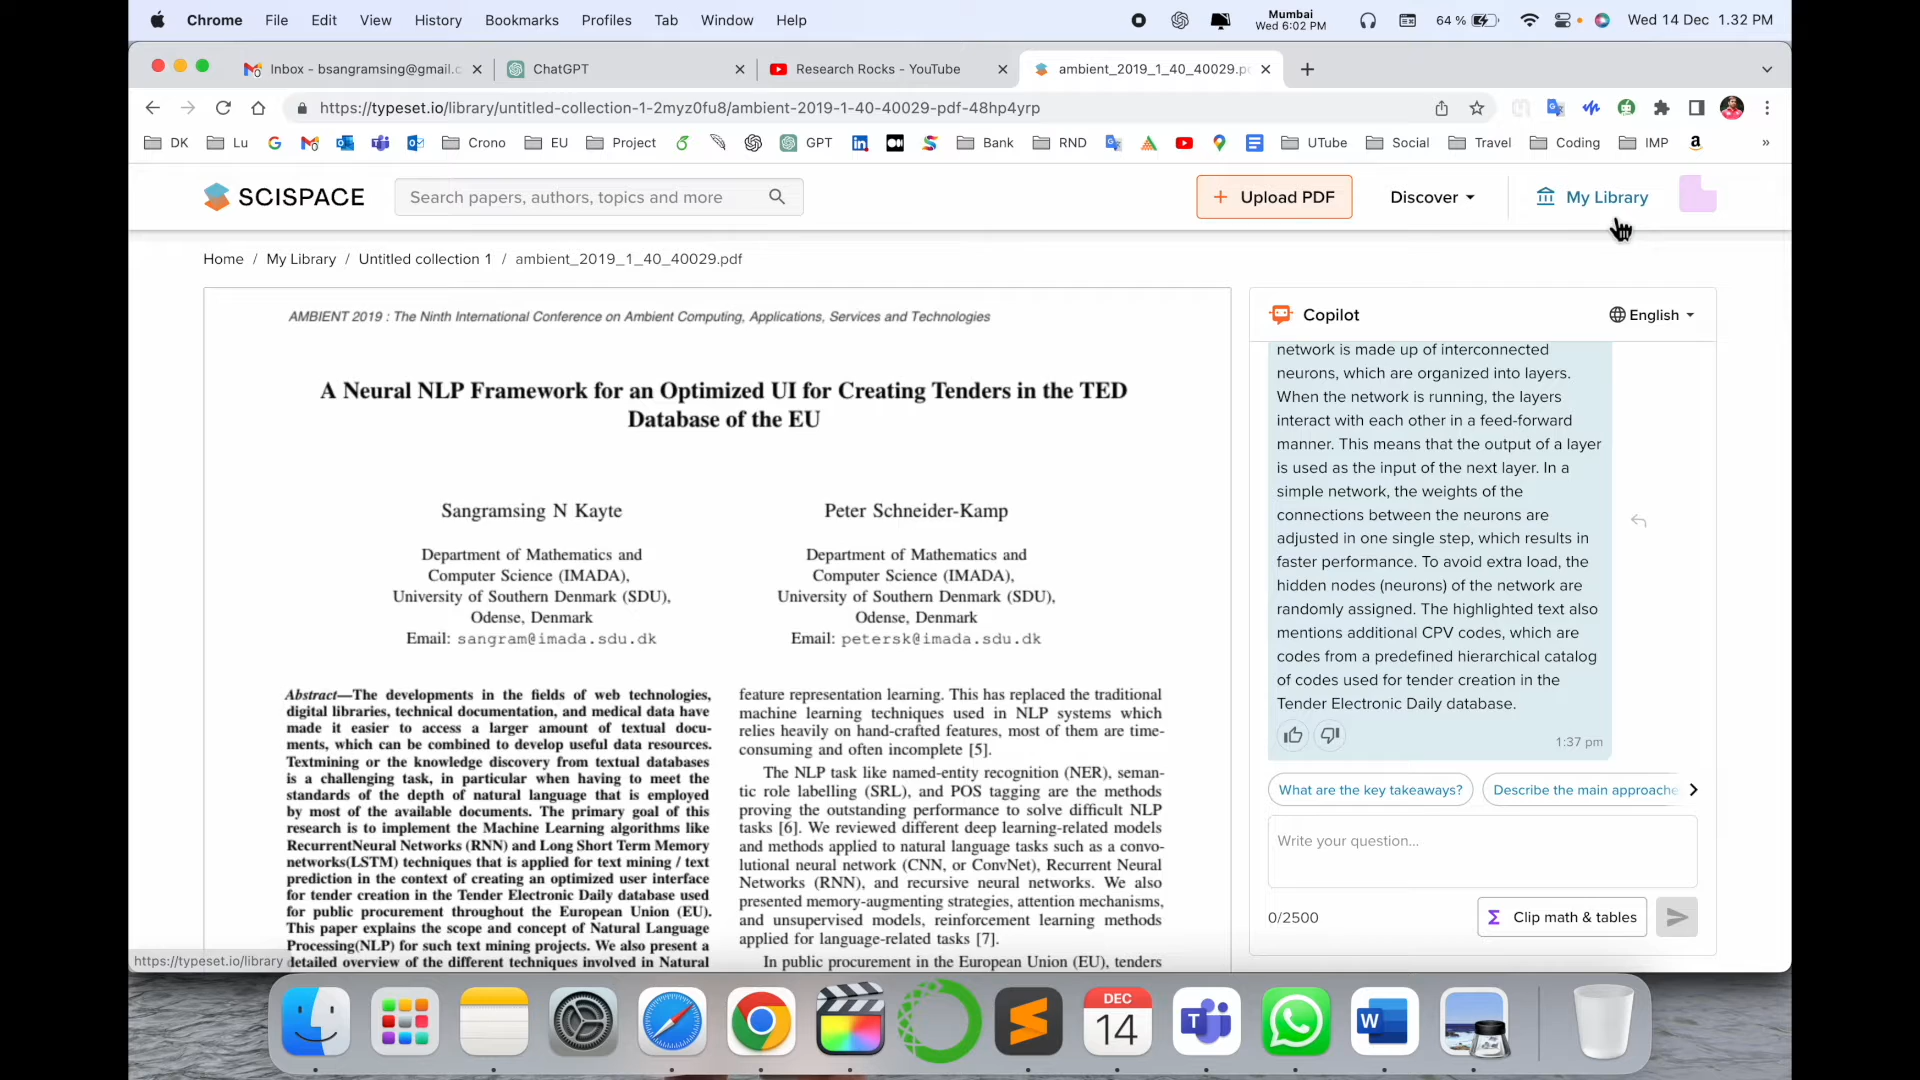 Chrome File Edit View History Bookmarks Profiles Tab Window Help
Mumbai
Wed 6:02 PM
64 %
Wed 14 Dec 1.32 PM
Inbox - bsangramsing@gmail.c
ChatGPT
Research Rocks - YouTube
ambient_2019_1_40_40029.p
https://typeset.io/library/untitled-collection-1-2myz0fu8/ambient-2019-1-40-40029-pdf-48hp4yrp
DK Lu Crono EU Project GPT Bank RND UTube Social Travel Coding IMP
SCISPACE
Search papers, authors, topics and more
+ Upload PDF
Discover
My Library
Home / My Library / Untitled collection 1 / ambient_2019_1_40_40029.pdf
AMBIENT 2019 : The Ninth International Conference on Ambient Computing, Applications, Services and Technologies
A Neural NLP Framework for an Optimized UI for Creating Tenders in the TED
Database of the EU
Sangramsing N Kayte
Department of Mathematics and
Computer Science (IMADA),
University of Southern Denmark (SDU),
Odense, Denmark
Email: sangram@imada.sdu.dk
Peter Schneider-Kamp
Department of Mathematics and
Computer Science (IMADA),
University of Southern Denmark (SDU),
Odense, Denmark
Email: petersk@imada.sdu.dk
Abstract—The developments in the fields of web technologies,
digital libraries, technical documentation, and medical data have
made it easier to access a larger amount of textual docu-
ments, which can be combined to develop useful data resources.
Textmining or the knowledge discovery from textual databases
is a challenging task, in particular when having to meet the
standards of the depth of natural language that is employed
by most of the available documents. The primary goal of this
research is to implement the Machine Learning algorithms like
RecurrentNeural Networks (RNN) and Long Short Term Memory
networks(LSTM) techniques that is applied for text mining / text
prediction in the context of creating an optimized user interface
for tender creation in the Tender Electronic Daily database used
for public procurement throughout the European Union (EU).
This paper explains the scope and concept of Natural Language
Processing(NLP) for such text mining projects. We also present a
detailed overview of the different techniques involved in Natural
feature representation learning. This has replaced the traditional
machine learning techniques used in NLP systems which
relies heavily on hand-crafted features, most of them are time-
consuming and often incomplete [5].
The NLP task like named-entity recognition (NER), seman-
tic role labelling (SRL), and POS tagging are the methods
proving the outstanding performance to solve difficult NLP
tasks [6]. We reviewed different deep learning-related models
and methods applied to natural language tasks such as a convo-
lutional neural network (CNN, or ConvNet), Recurrent Neural
Networks (RNN), and recursive neural networks. We also
presented memory-augmenting strategies, attention mechanisms,
and unsupervised models, reinforcement learning methods
applied for language-related tasks [7].
In public procurement in the European Union (EU), tenders
https://typeset.io/library
Copilot
English
network is made up of interconnected
neurons, which are organized into layers.
When the network is running, the layers
interact with each other in a feed-forward
manner. This means that the output of a layer
is used as the input of the next layer. In a
simple network, the weights of the
connections between the neurons are
adjusted in one single step, which results in
faster performance. To avoid extra load, the
hidden nodes (neurons) of the network are
randomly assigned. The highlighted text also
mentions additional CPV codes, which are
codes from a predefined hierarchical catalog
of codes used for tender creation in the
Tender Electronic Daily database.
1:37 pm
What are the key takeaways?
Describe the main approache
Write your question...
0/2500
Σ Clip math & tables
DEC
14